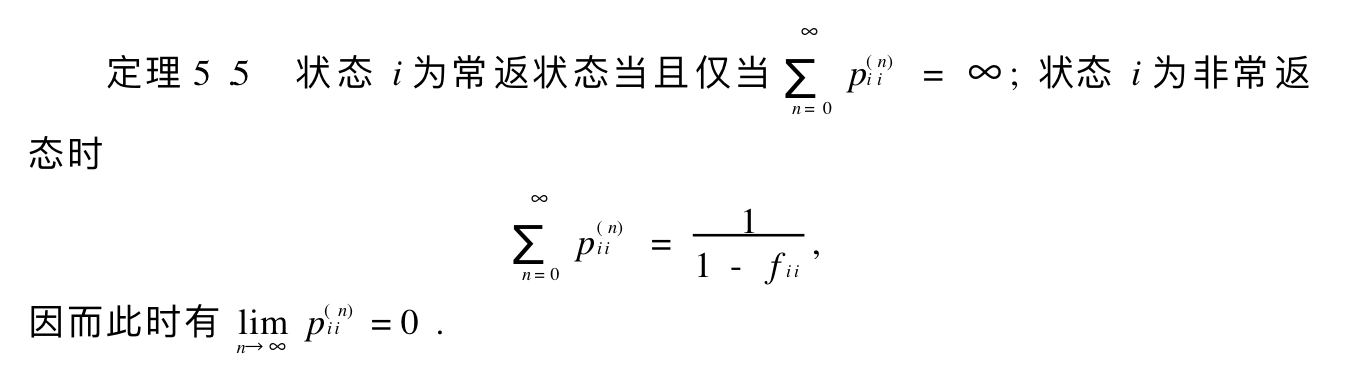 定理 5.5 状态 i 为常返状态当且仅当 $\sum_{n=0}^{\infty} p_{ii}^{(n)} = \infty$; 状态 i 为非常返
态时
$\sum_{n=0}^{\infty} p_{ii}^{(n)} = \frac{1}{1 - f_{ii}}$,
因而此时有 $\lim_{n \to \infty} p_{ii}^{(n)} = 0$ .